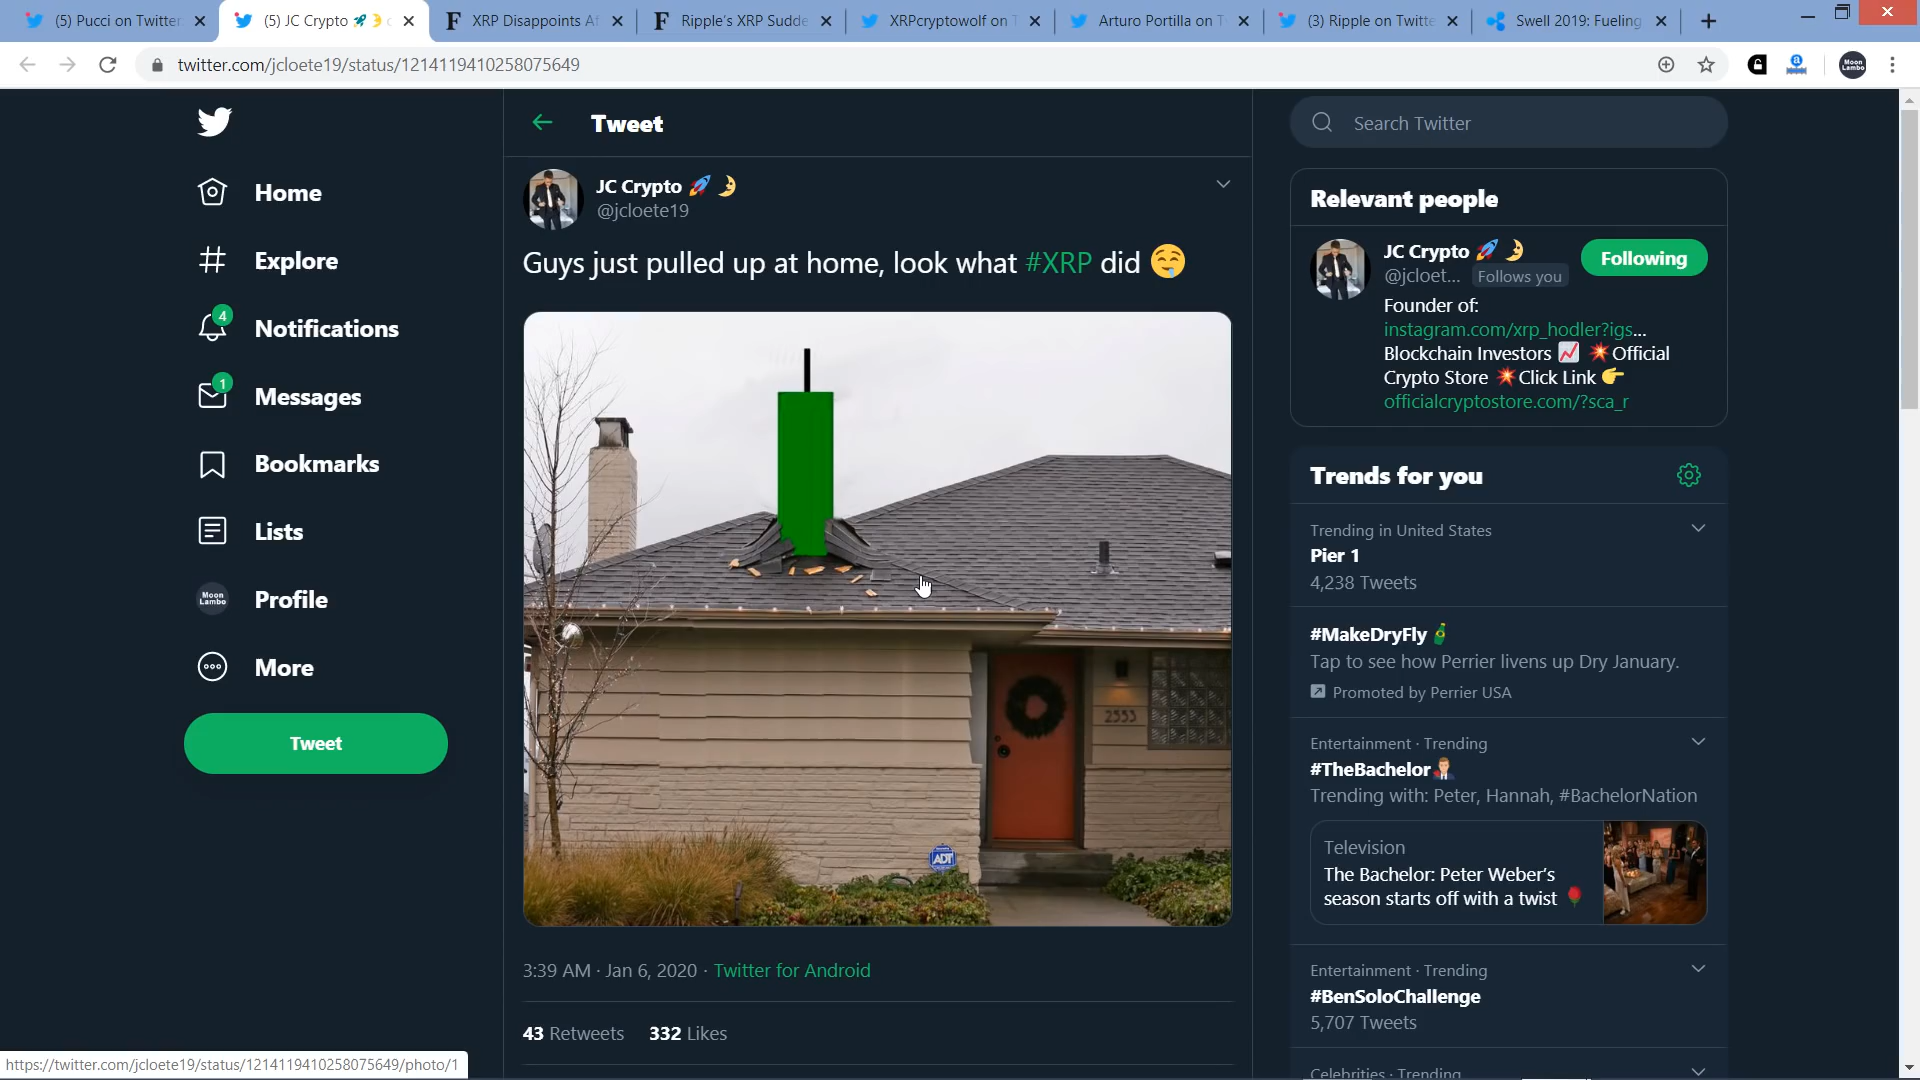 (5) Pucci on Twitter
(5) JC Crypto 🚀🌛
XRP Disappoints Af
Ripple's XRP Sudde
XRPcryptowolf on T
Arturo Portilla on T
(3) Ripple on Twitte
Swell 2019: Fueling
twitter.com/jcloete19/status/1214119410258075649
Moon Lambo
Home
Explore
4
Notifications
1
Messages
Bookmarks
Lists
Moon Lambo
Profile
More
Tweet
Tweet
JC Crypto 🚀🌛
@jcloete19
Guys just pulled up at home, look what #XRP did 🤤
2553
ADT
3:39 AM · Jan 6, 2020 · Twitter for Android
43 Retweets 332 Likes
Search Twitter
Relevant people
JC Crypto 🚀🌛
@jcloet... Follows you
Following
Founder of:
instagram.com/xrp_hodler?igs...
Blockchain Investors 📈 💥Official
Crypto Store 💥Click Link 👉
officialcryptostore.com/?sca_r
Trends for you
Trending in United States
Pier 1
4,238 Tweets
#MakeDryFly
Tap to see how Perrier livens up Dry January.
Promoted by Perrier USA
Entertainment · Trending
#TheBachelor
Trending with: Peter, Hannah, #BachelorNation
Television
The Bachelor: Peter Weber's
season starts off with a twist 🌹
Entertainment · Trending
#BenSoloChallenge
5,707 Tweets
Celebrities · Trending
https://twitter.com/jcloete19/status/1214119410258075649/photo/1